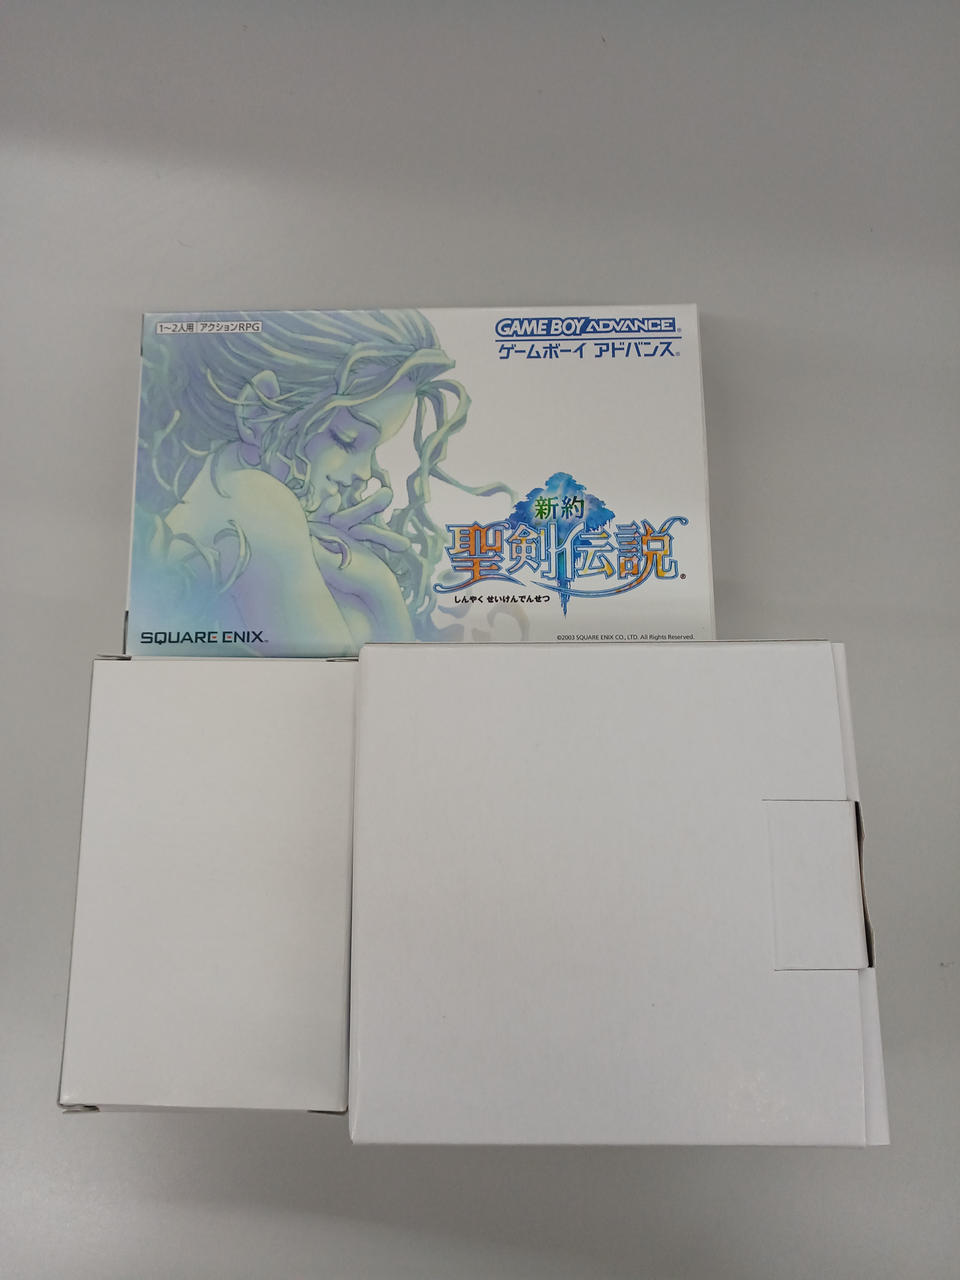 1〜2人用 アクションRPG
GAME BOY ADVANCE®
ゲームボーイ アドバンス®
新約
聖剣伝説®
しんやく せいけんでんせつ
SQUARE ENIX™
©2003 SQUARE ENIX CO., LTD. All Rights Reserved.